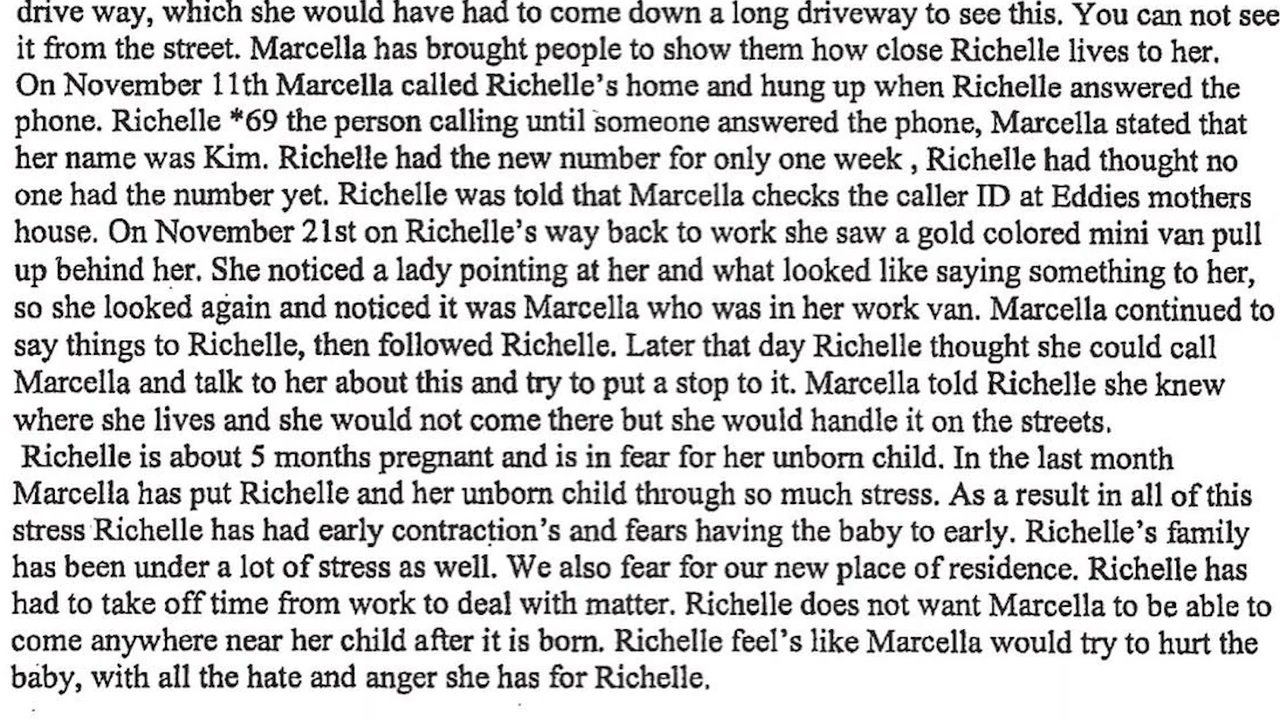 drive way, which she would have had to come down a long driveway to see this. You can not see
it from the street. Marcella has brought people to show them how close Richelle lives to her.
On November 11th Marcella called Richelle's home and hung up when Richelle answered the
phone. Richelle *69 the person calling until someone answered the phone, Marcella stated that
her name was Kim. Richelle had the new number for only one week , Richelle had thought no
one had the number yet. Richelle was told that Marcella checks the caller ID at Eddies mothers
house. On November 21st on Richelle's way back to work she saw a gold colored mini van pull
up behind her. She noticed a lady pointing at her and what looked like saying something to her,
so she looked again and noticed it was Marcella who was in her work van. Marcella continued to
say things to Richelle, then followed Richelle. Later that day Richelle thought she could call
Marcella and talk to her about this and try to put a stop to it. Marcella told Richelle she knew
where she lives and she would not come there but she would handle it on the streets.
Richelle is about 5 months pregnant and is in fear for her unborn child. In the last month
Marcella has put Richelle and her unborn child through so much stress. As a result in all of this
stress Richelle has had early contraction's and fears having the baby to early. Richelle's family
has been under a lot of stress as well. We also fear for our new place of residence. Richelle has
had to take off time from work to deal with matter. Richelle does not want Marcella to be able to
come anywhere near her child after it is born. Richelle feel's like Marcella would try to hurt the
baby, with all the hate and anger she has for Richelle.